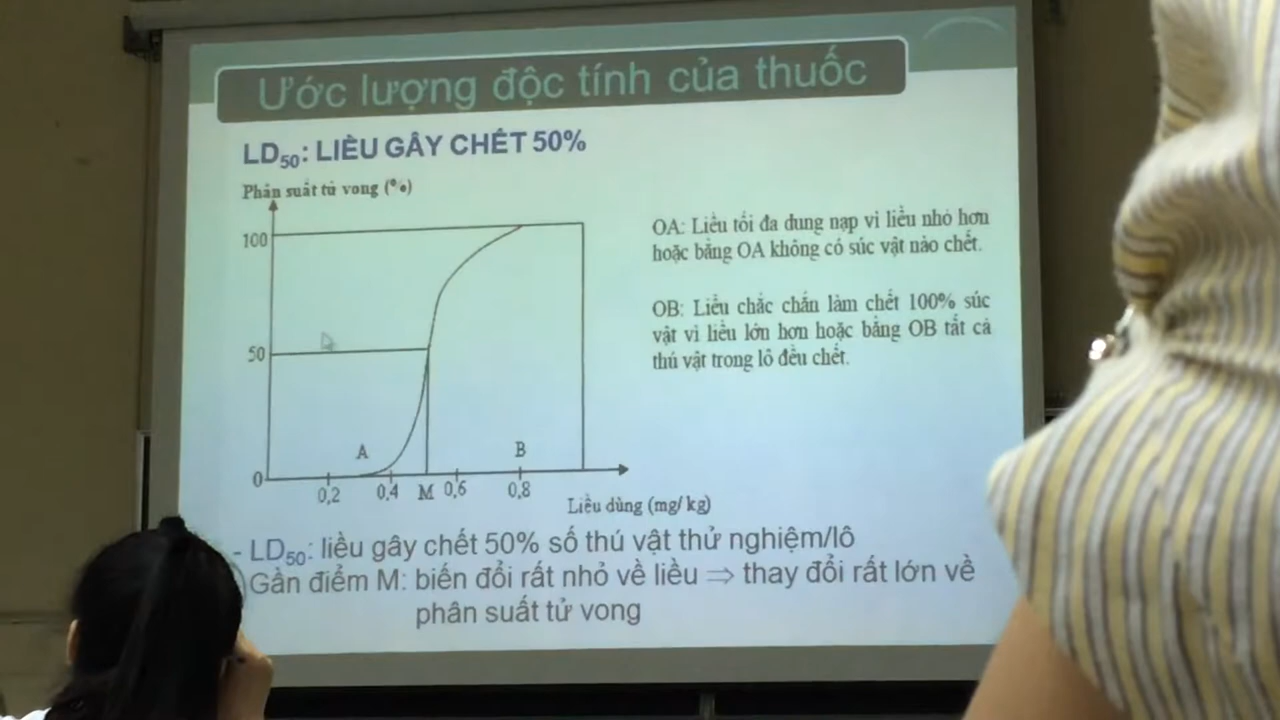 Ước lượng độc tính của thuốc
LD50: LIỀU GÂY CHẾT 50%
Phân suất tử vong (%)
100
50
0
A
B
0,2
0,4
M
0,6
0,8
Liều dùng (mg/ kg)
OA: Liều tối đa dung nạp vì liều nhỏ hơn
hoặc bằng OA không có súc vật nào chết.
OB: Liều chắc chắn làm chết 100% súc
vật vì liều lớn hơn hoặc bằng OB tất cả
thú vật trong lô đều chết.
- LD50: liều gây chết 50% số thú vật thử nghiệm/lô
Gần điểm M: biến đổi rất nhỏ về liều ⇒ thay đổi rất lớn về
phân suất tử vong